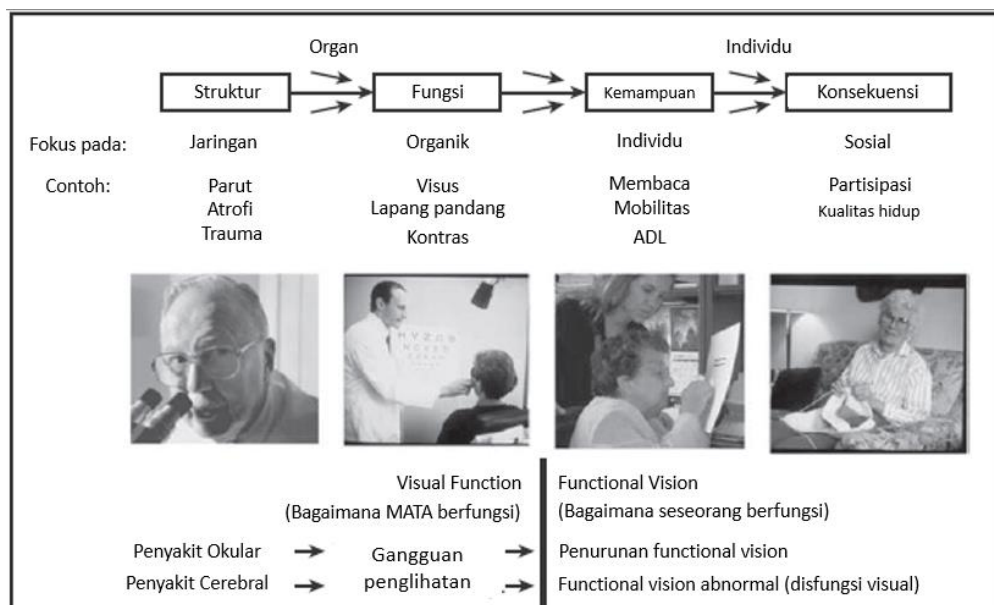 Organ Individu
Struktur Fungsi Kemampuan Konsekuensi
Fokus pada: Jaringan Organik Individu Sosial
Contoh: Parut Visus Membaca Partisipasi
Atrofi Lapang pandang Mobilitas Kualitas hidup
Trauma Kontras ADL
Visual Function Functional Vision
(Bagaimana MATA berfungsi) (Bagaimana seseorang berfungsi)
Penyakit Okular Gangguan Penurunan functional vision
Penyakit Cerebral penglihatan Functional vision abnormal (disfungsi visual)